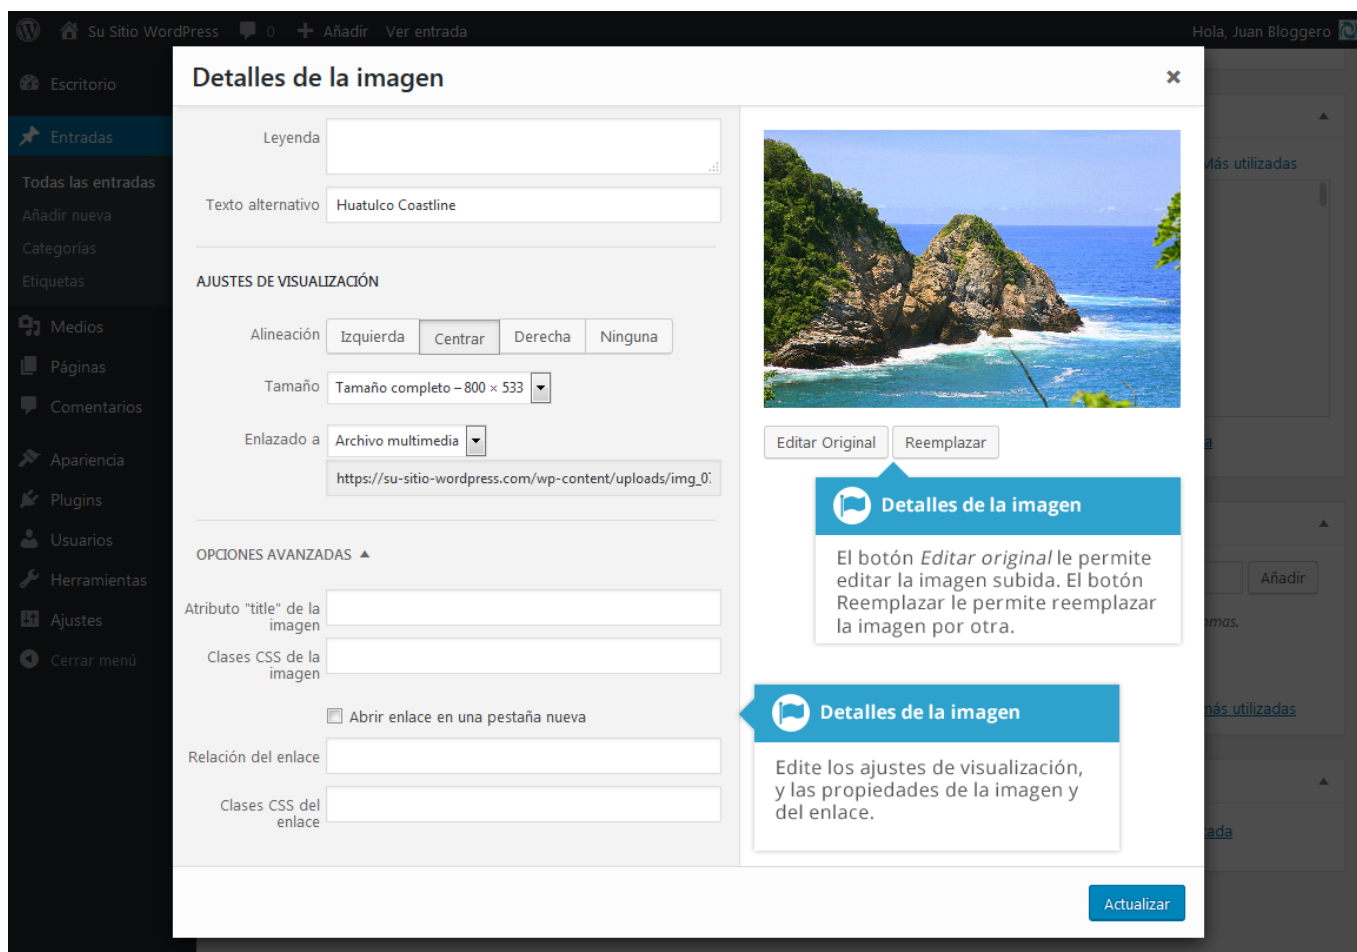 Su Sitio WordPress 0 + Añadir Ver entrada Hola, Juan Bloggero
Escritorio
Entradas
Todas las entradas
Añadir nueva
Categorías
Etiquetas
Medios
Páginas
Comentarios
Apariencia
Plugins
Usuarios
Herramientas
Ajustes
Cerrar menú
Detalles de la imagen
Leyenda
Texto alternativo Huatulco Coastline
AJUSTES DE VISUALIZACIÓN
Alineación Izquierda Centrar Derecha Ninguna
Tamaño Tamaño completo – 800 × 533
Enlazado a Archivo multimedia
https://su-sitio-wordpress.com/wp-content/uploads/img_07
OPCIONES AVANZADAS
Atributo "title" de la
imagen
Clases CSS de la
imagen
Abrir enlace en una pestaña nueva
Relación del enlace
Clases CSS del
enlace
Editar Original Reemplazar
Detalles de la imagen
El botón Editar original le permite
editar la imagen subida. El botón
Reemplazar le permite reemplazar
la imagen por otra.
Detalles de la imagen
Edite los ajustes de visualización,
y las propiedades de la imagen y
del enlace.
Actualizar
Más utilizadas
Añadir
más utilizadas